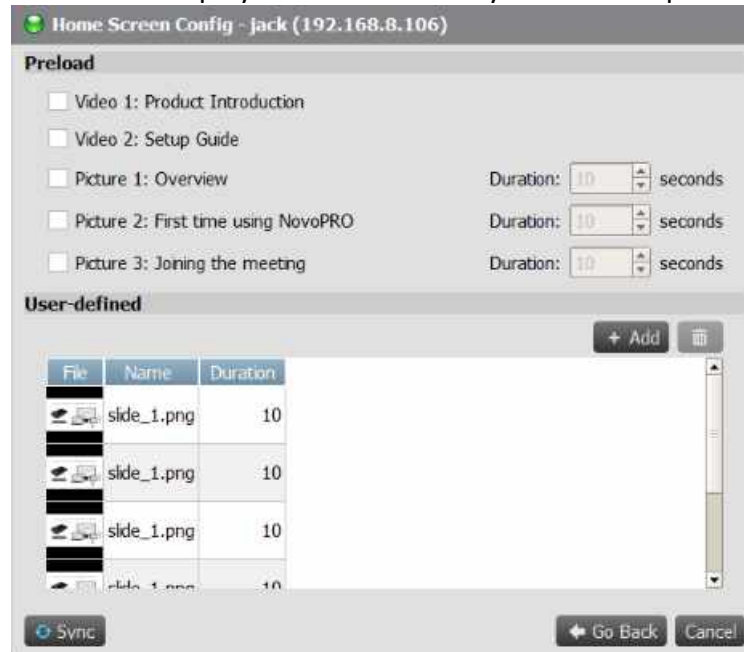 Home Screen Config - jack (192.168.8.106)
Preload
Video 1: Product Introduction
Video 2: Setup Guide
Picture 1: Overview Duration: 10 seconds
Picture 2: First time using NovoPRO Duration: 10 seconds
Picture 3: Joining the meeting Duration: 10 seconds
User-defined
+ Add
File Name Duration
slide_1.png 10
slide_1.png 10
slide_1.png 10
slide_1.png 10
Sync Go Back Cancel